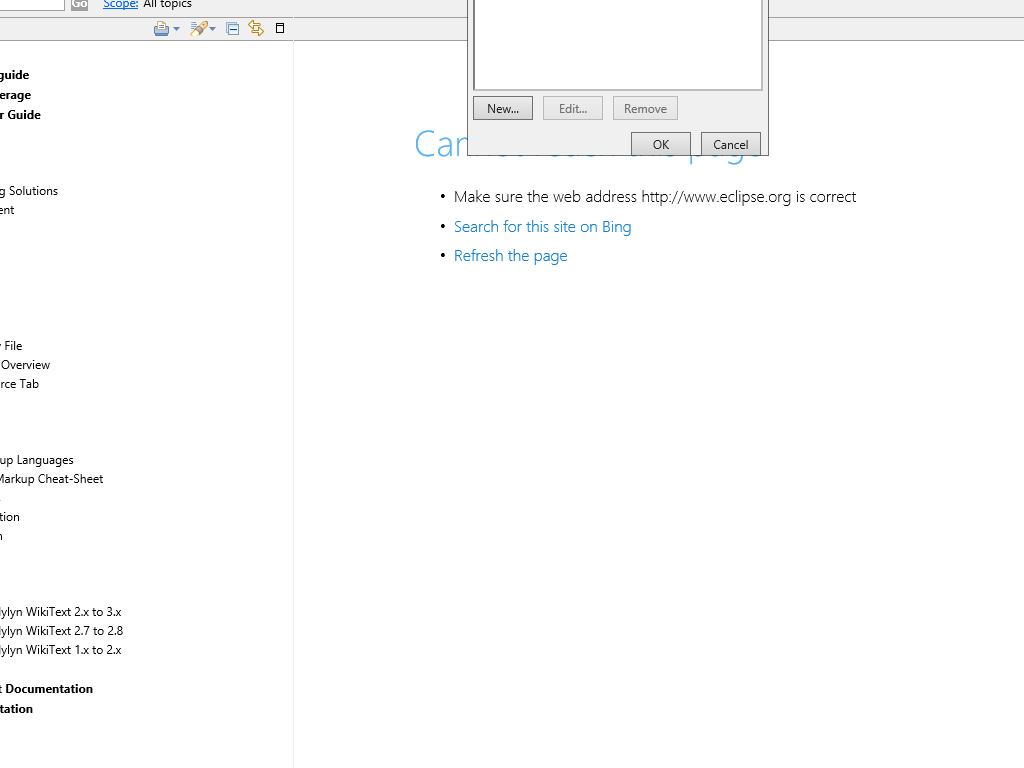 Go Scope: All topics
guide
erage
r Guide
g Solutions
ent
File
Overview
rce Tab
up Languages
Markup Cheat-Sheet
tion
n
ylyn WikiText 2.x to 3.x
ylyn WikiText 2.7 to 2.8
ylyn WikiText 1.x to 2.x
t Documentation
tation
New... Edit... Remove
OK Cancel
Make sure the web address http://www.eclipse.org is correct
Search for this site on Bing
Refresh the page